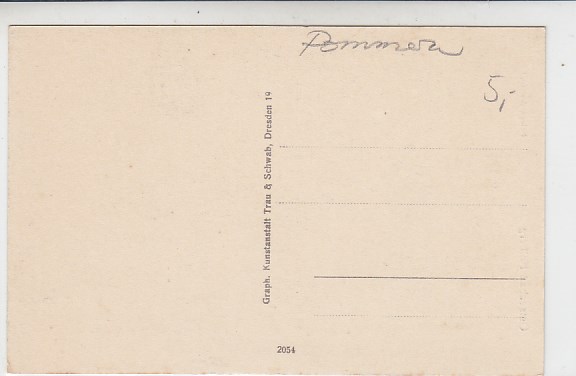 Pommern
5,-
Graph. Kunstanstalt Trau & Schwab, Dresden 19
2054